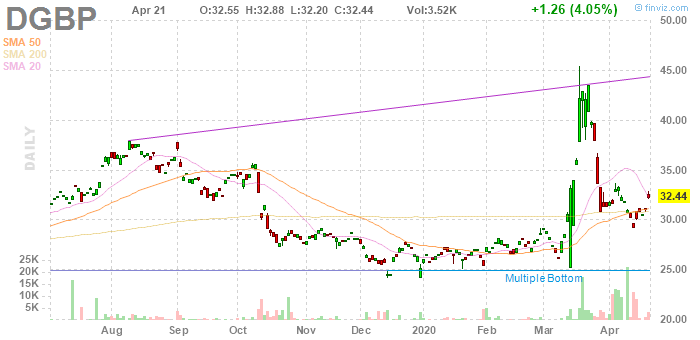 DGBP
Apr 21 O:32.55 H:32.88 L:32.20 C:32.44 Vol:3.52K +1.26 (4.05%)
© finviz.com
SMA 50
SMA 200
SMA 20
DAILY
50.00
45.00
40.00
35.00
32.44
30.00
25.00
20.00
25K
20K
15K
10K
5K
Multiple Bottom
Aug Sep Oct Nov Dec 2020 Feb Mar Apr